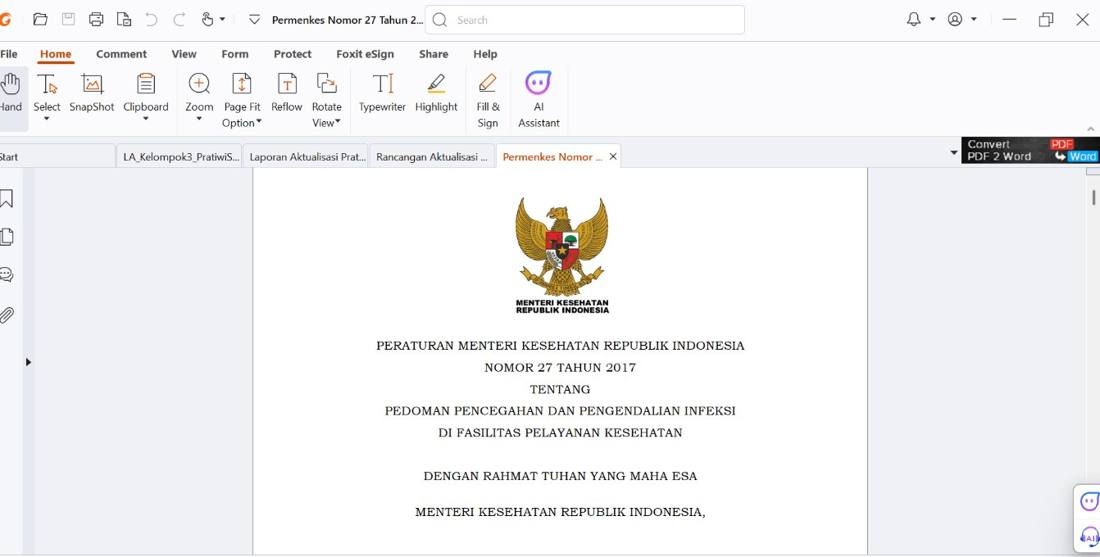 Permenkes Nomor 27 Tahun 2...
Search
File Home Comment View Form Protect Foxit eSign Share Help
Hand Select SnapShot Clipboard Zoom Page Fit Option Reflow Rotate View Typewriter Highlight Fill & Sign AI Assistant
Start LA_Kelompok3_PratiwiS... Laporan Aktualisasi Prat... Rancangan Aktualisasi ... Permenkes Nomor ...
Convert PDF
PDF 2 Word Word
MENTERI KESEHATAN
REPUBLIK INDONESIA
PERATURAN MENTERI KESEHATAN REPUBLIK INDONESIA
NOMOR 27 TAHUN 2017
TENTANG
PEDOMAN PENCEGAHAN DAN PENGENDALIAN INFEKSI
DI FASILITAS PELAYANAN KESEHATAN
DENGAN RAHMAT TUHAN YANG MAHA ESA
MENTERI KESEHATAN REPUBLIK INDONESIA,
AI